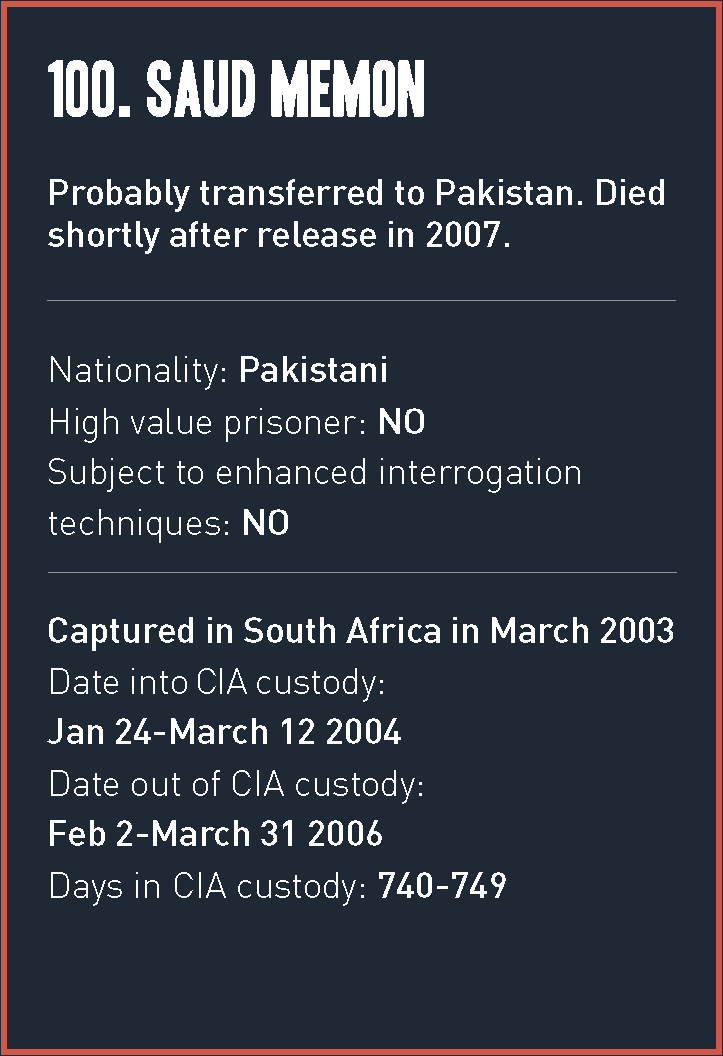 100. SAUD MEMON
Probably transferred to Pakistan. Died
shortly after release in 2007.
Nationality: Pakistani
High value prisoner: NO
Subject to enhanced interrogation
techniques: NO
Captured in South Africa in March 2003
Date into CIA custody:
Jan 24-March 12 2004
Date out of CIA custody:
Feb 2-March 31 2006
Days in CIA custody: 740-749